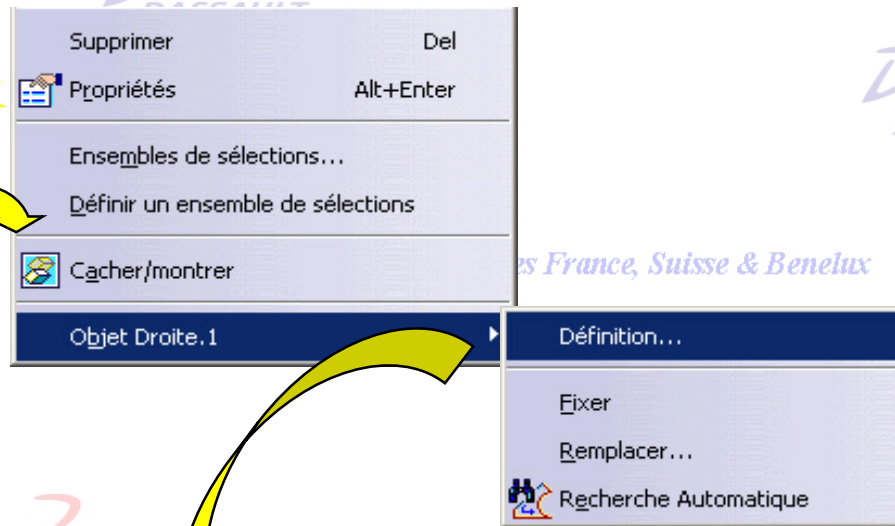 DASSAULT
Supprimer Del
Propriétés Alt+Enter
Ensembles de sélections...
Définir un ensemble de sélections
Cacher/montrer
es France, Suisse & Benelux
Objet Droite.1
Définition...
Fixer
Remplacer...
Recherche Automatique